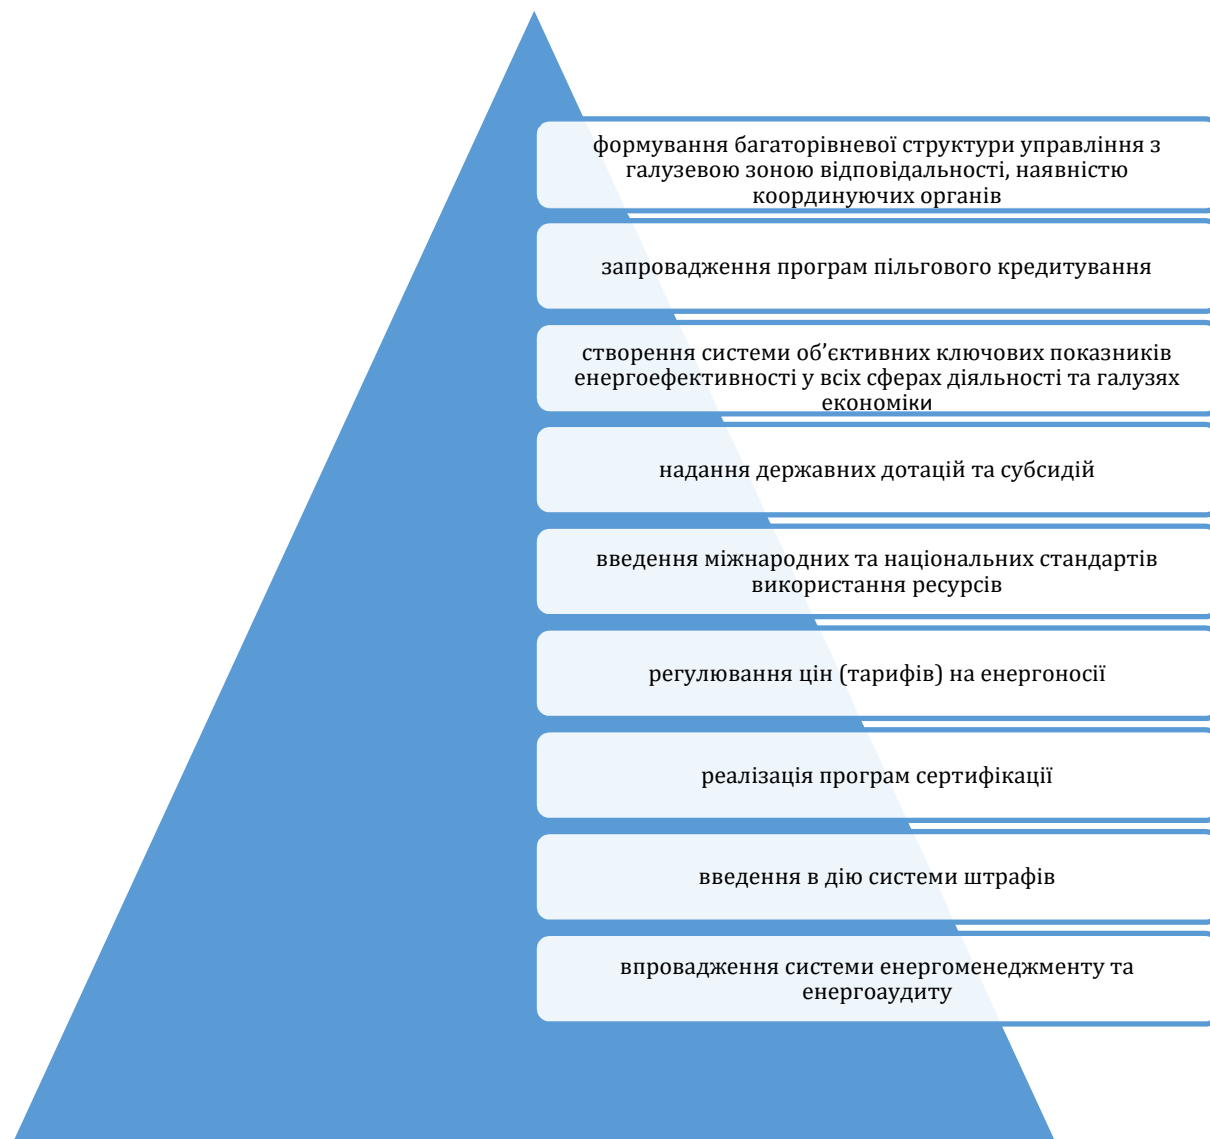 формування багаторівневої структури управління з
галузевою зоною відповідальності, наявністю
координуючих органів
запровадження програм пільгового кредитування
створення системи об’єктивних ключових показників
енергоефективності у всіх сферах діяльності та галузях
економіки
надання державних дотацій та субсидій
введення міжнародних та національних стандартів
використання ресурсів
регулювання цін (тарифів) на енергоносії
реалізація програм сертифікації
введення в дію системи штрафів
впровадження системи енергоменеджменту та
енергоаудиту